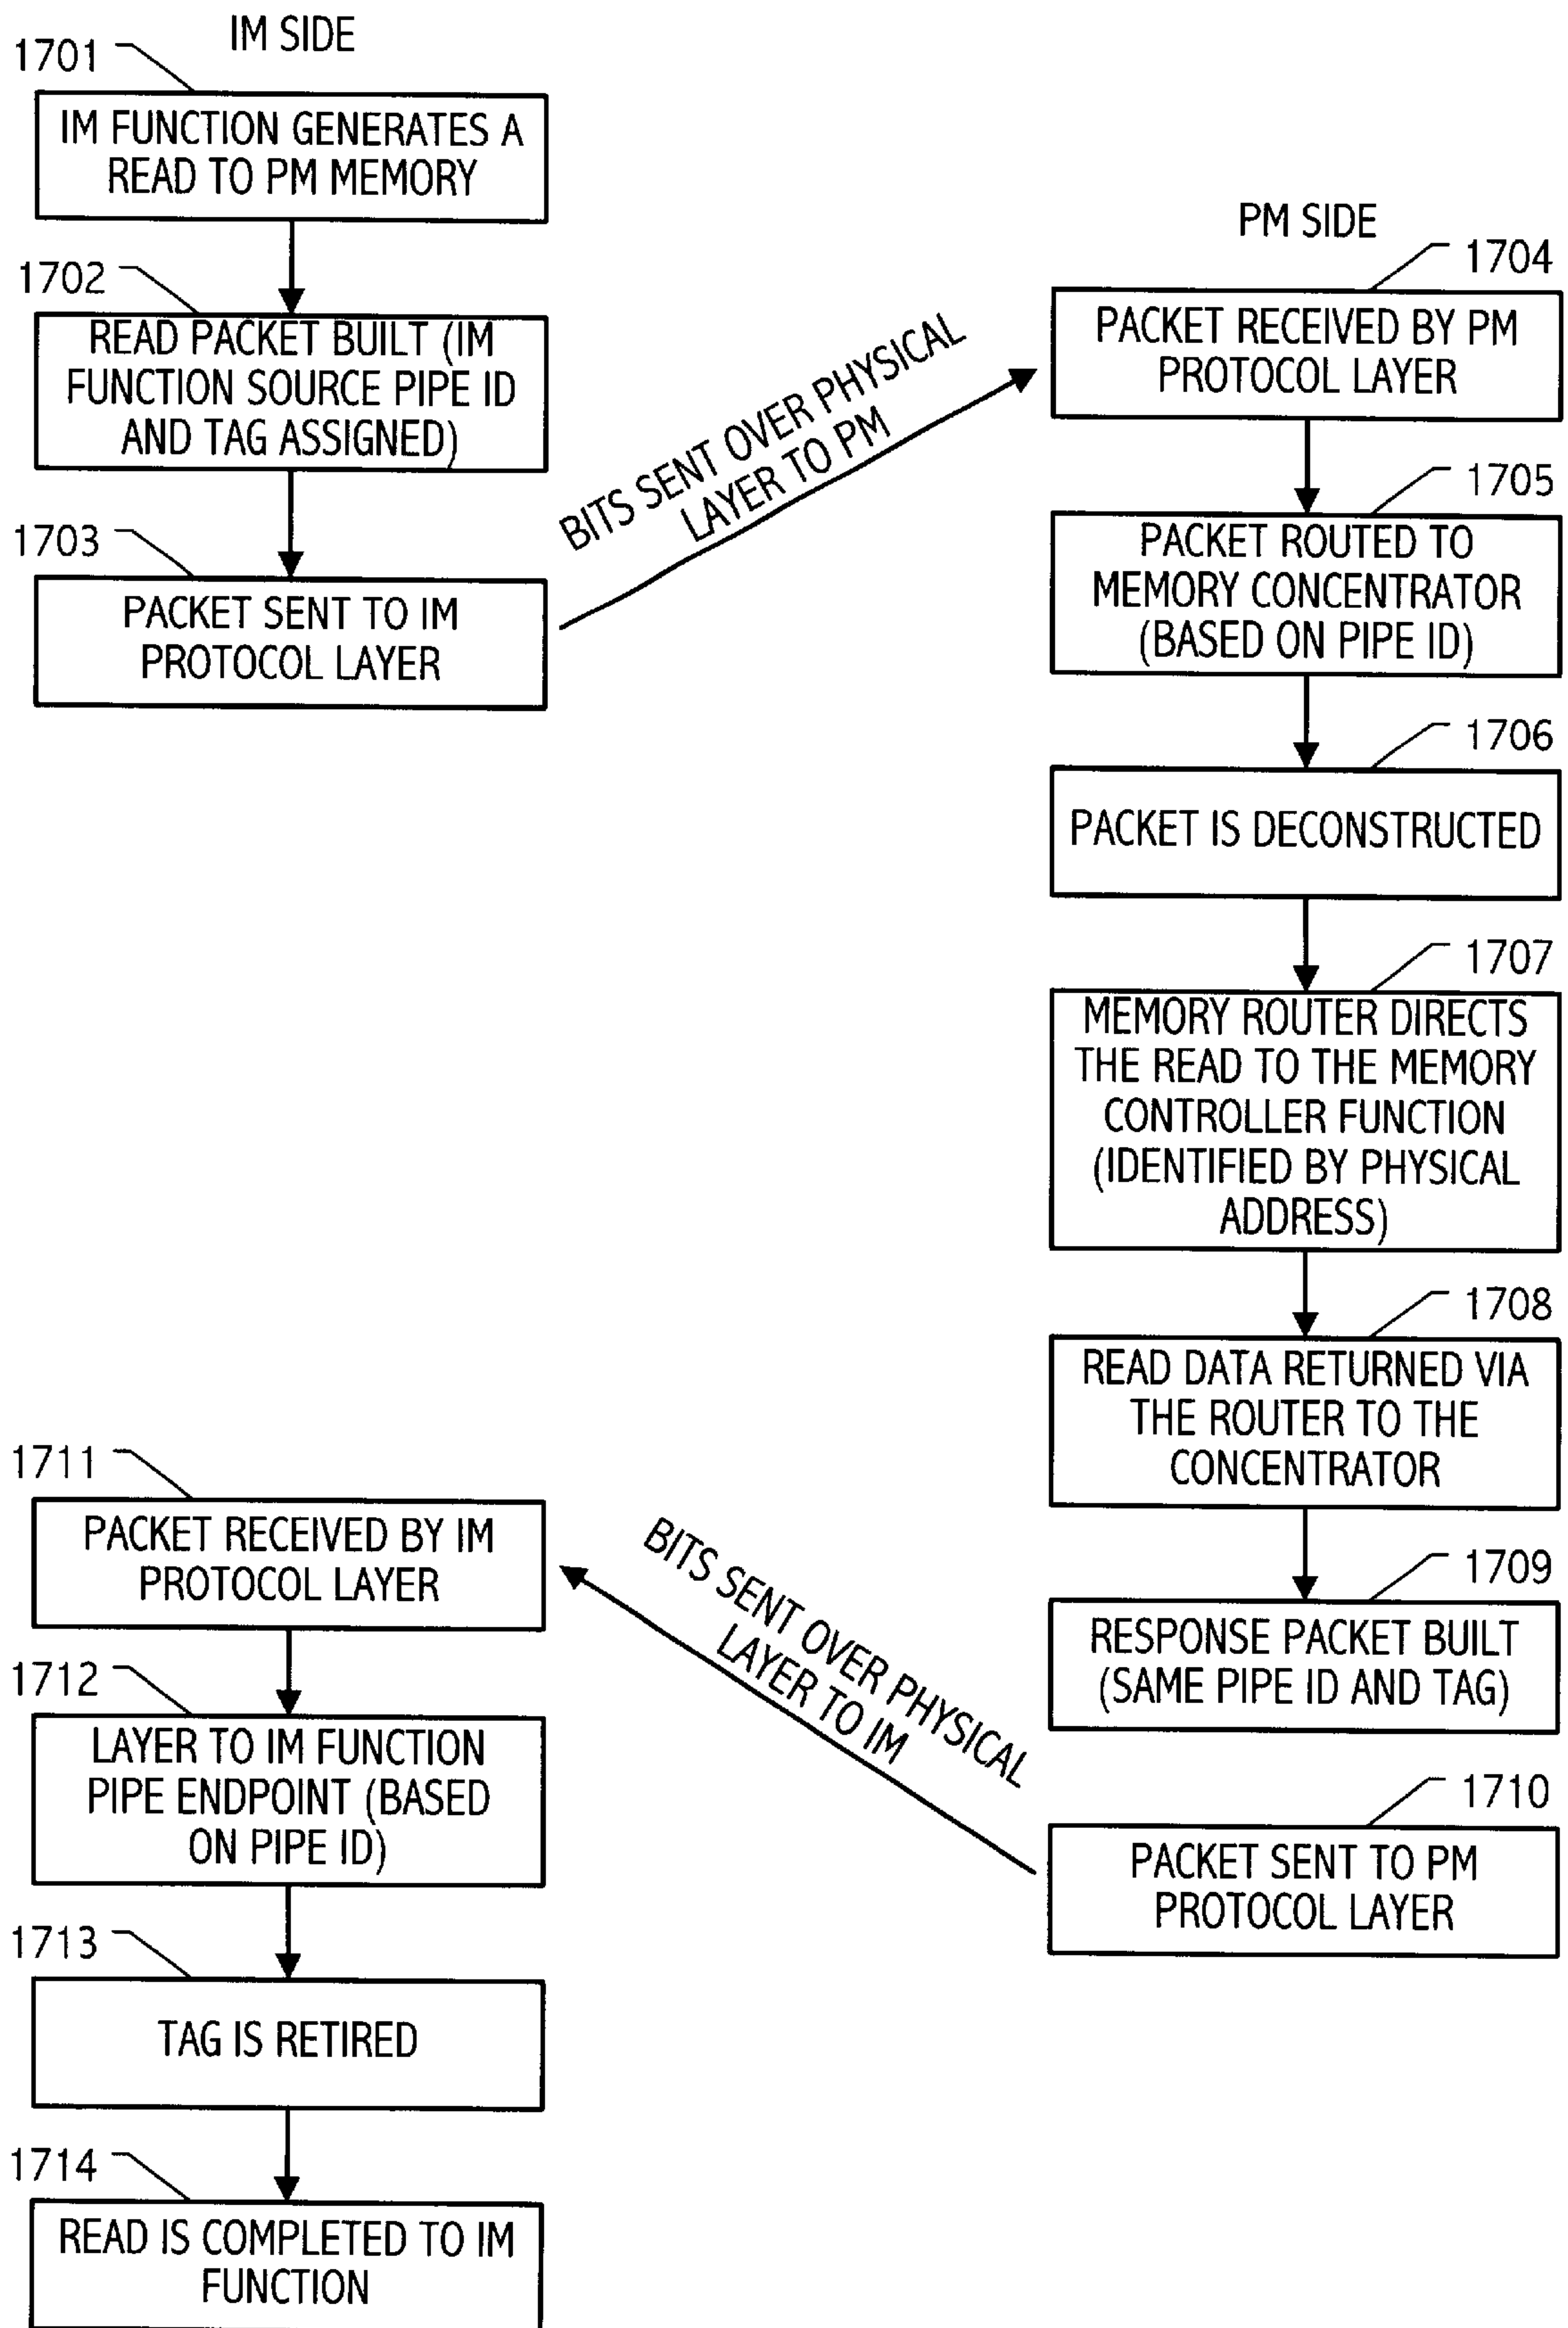 IM SIDE
1701
IM FUNCTION GENERATES A
READ TO PM MEMORY
1702
READ PACKET BUILT (IM
FUNCTION SOURCE PIPE ID
AND TAG ASSIGNED)
1703
PACKET SENT TO IM
PROTOCOL LAYER
BITS SENT OVER PHYSICAL
LAYER TO PM
PM SIDE
1704
PACKET RECEIVED BY PM
PROTOCOL LAYER
1705
PACKET ROUTED TO
MEMORY CONCENTRATOR
(BASED ON PIPE ID)
1706
PACKET IS DECONSTRUCTED
1707
MEMORY ROUTER DIRECTS
THE READ TO THE MEMORY
CONTROLLER FUNCTION
(IDENTIFIED BY PHYSICAL
ADDRESS)
1708
READ DATA RETURNED VIA
THE ROUTER TO THE
CONCENTRATOR
1709
RESPONSE PACKET BUILT
(SAME PIPE ID AND TAG)
1710
PACKET SENT TO PM
PROTOCOL LAYER
BITS SENT OVER PHYSICAL
LAYER TO IM
1711
PACKET RECEIVED BY IM
PROTOCOL LAYER
1712
LAYER TO IM FUNCTION
PIPE ENDPOINT (BASED
ON PIPE ID)
1713
TAG IS RETIRED
1714
READ IS COMPLETED TO IM
FUNCTION